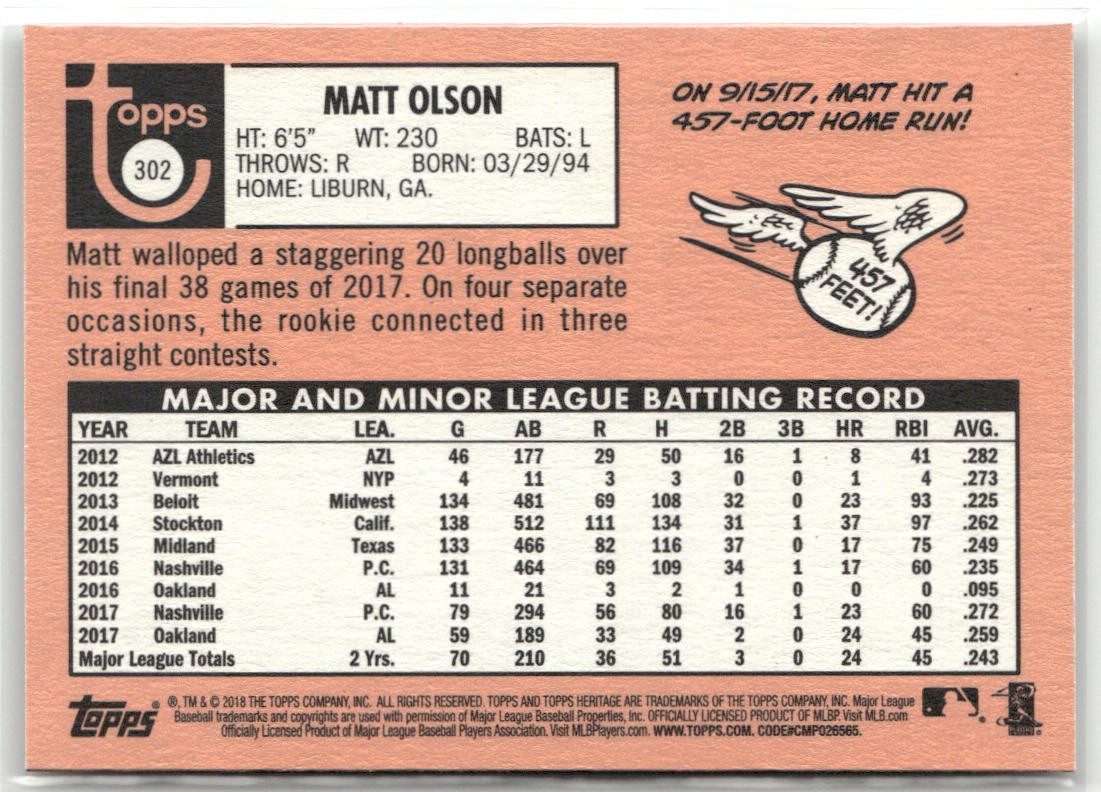 topps
302
MATT OLSON
HT: 6'5" WT: 230 BATS: L
THROWS: R BORN: 03/29/94
HOME: LIBURN, GA.
ON 9/15/17, MATT HIT A
457-FOOT HOME RUN!
457
FEET!
Matt walloped a staggering 20 longballs over
his final 38 games of 2017. On four separate
occasions, the rookie connected in three
straight contests.
MAJOR AND MINOR LEAGUE BATTING RECORD
YEAR TEAM LEA. G AB R H 2B 3B HR RBI AVG.
2012 AZL Athletics AZL 46 177 29 50 16 1 8 41 .282
2012 Vermont NYP 4 11 3 3 0 0 1 4 .273
2013 Beloit Midwest 134 481 69 108 32 0 23 93 .225
2014 Stockton Calif. 138 512 111 134 31 1 37 97 .262
2015 Midland Texas 133 466 82 116 37 0 17 75 .249
2016 Nashville P.C. 131 464 69 109 34 1 17 60 .235
2016 Oakland AL 11 21 3 2 1 0 0 0 .095
2017 Nashville P.C. 79 294 56 80 16 1 23 60 .272
2017 Oakland AL 59 189 33 49 2 0 24 45 .259
Major League Totals 2 Yrs. 70 210 36 51 3 0 24 45 .243
topps® ®, TM & © 2018 THE TOPPS COMPANY, INC. ALL RIGHTS RESERVED. TOPPS AND TOPPS HERITAGE ARE TRADEMARKS OF THE TOPPS COMPANY, INC. Major League
Baseball trademarks and copyrights are used with permission of Major League Baseball Properties, Inc. OFFICIALLY LICENSED PRODUCT OF MLBP. Visit MLB.com
Officially Licensed Product of Major League Baseball Players Association. Visit MLBPlayers.com. WWW.TOPPS.COM. CODE#CMP026565.